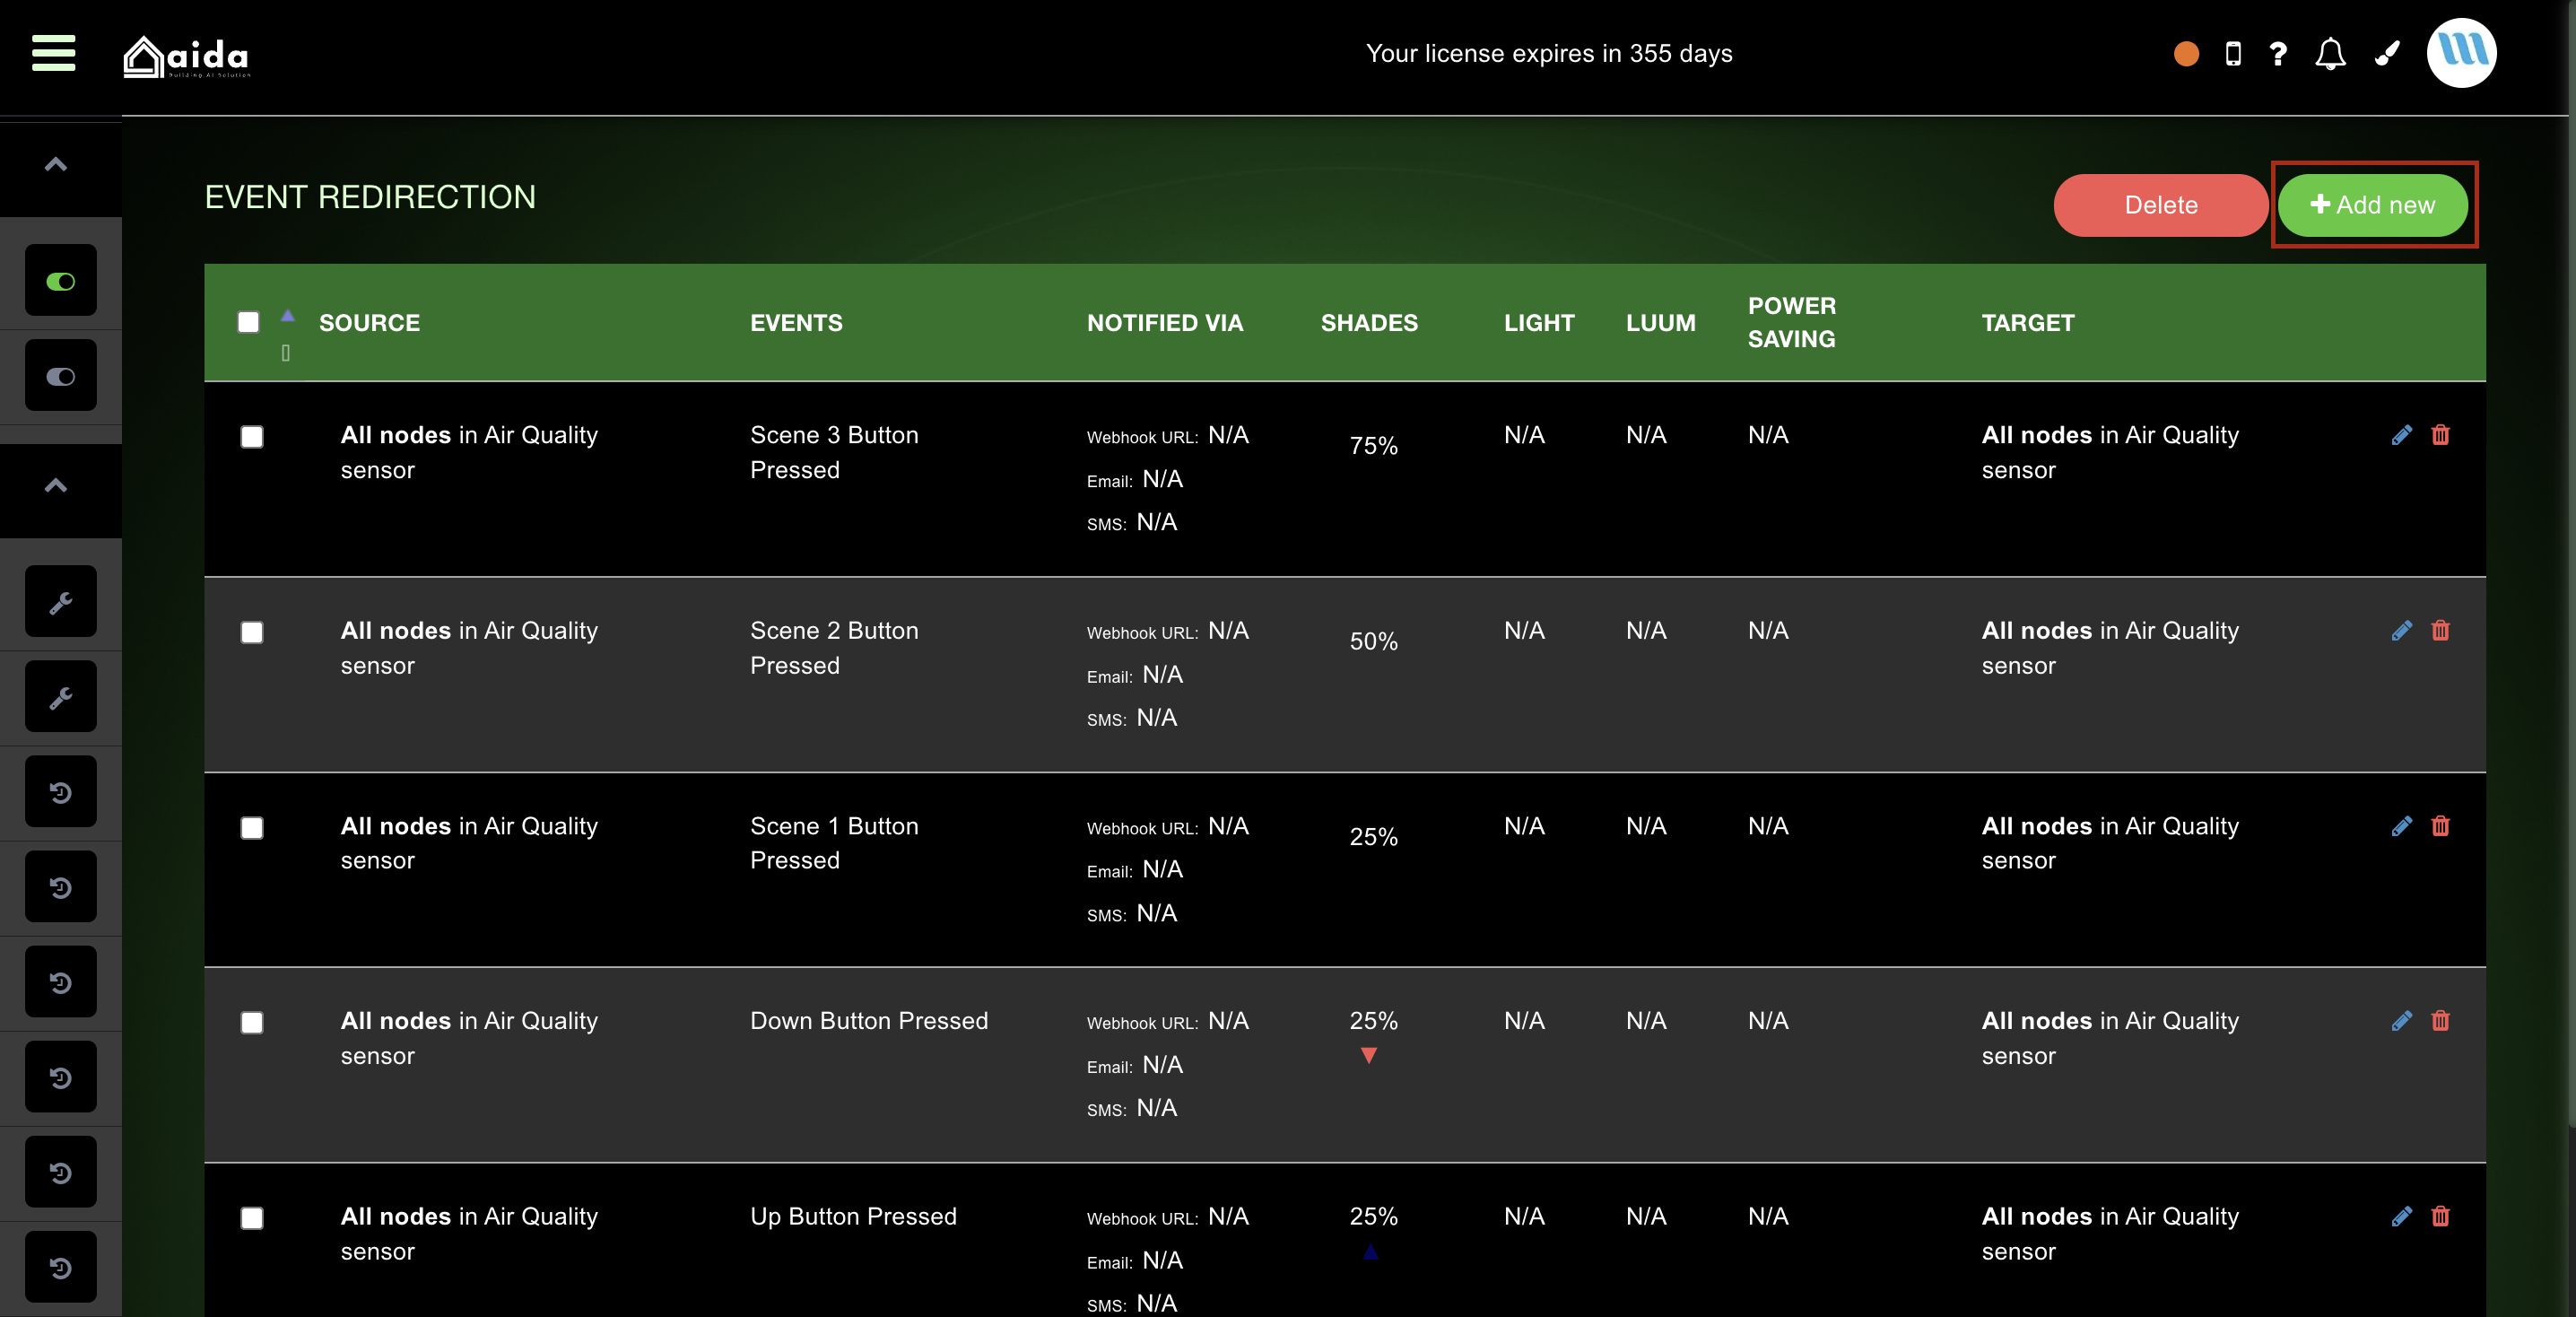 aida
Building AI Solution
Your license expires in 355 days
?
EVENT REDIRECTION
Delete
+ Add new
SOURCE
EVENTS
NOTIFIED VIA
SHADES
LIGHT
LUUM
POWER
SAVING
TARGET
All nodes in Air Quality
sensor
Scene 3 Button
Pressed
Webhook URL: N/A
Email: N/A
SMS: N/A
75%
N/A
N/A
N/A
All nodes in Air Quality
sensor
All nodes in Air Quality
sensor
Scene 2 Button
Pressed
Webhook URL: N/A
Email: N/A
SMS: N/A
50%
N/A
N/A
N/A
All nodes in Air Quality
sensor
All nodes in Air Quality
sensor
Scene 1 Button
Pressed
Webhook URL: N/A
Email: N/A
SMS: N/A
25%
N/A
N/A
N/A
All nodes in Air Quality
sensor
All nodes in Air Quality
sensor
Down Button Pressed
Webhook URL: N/A
Email: N/A
SMS: N/A
25%
N/A
N/A
N/A
All nodes in Air Quality
sensor
All nodes in Air Quality
sensor
Up Button Pressed
Webhook URL: N/A
Email: N/A
SMS: N/A
25%
N/A
N/A
N/A
All nodes in Air Quality
sensor